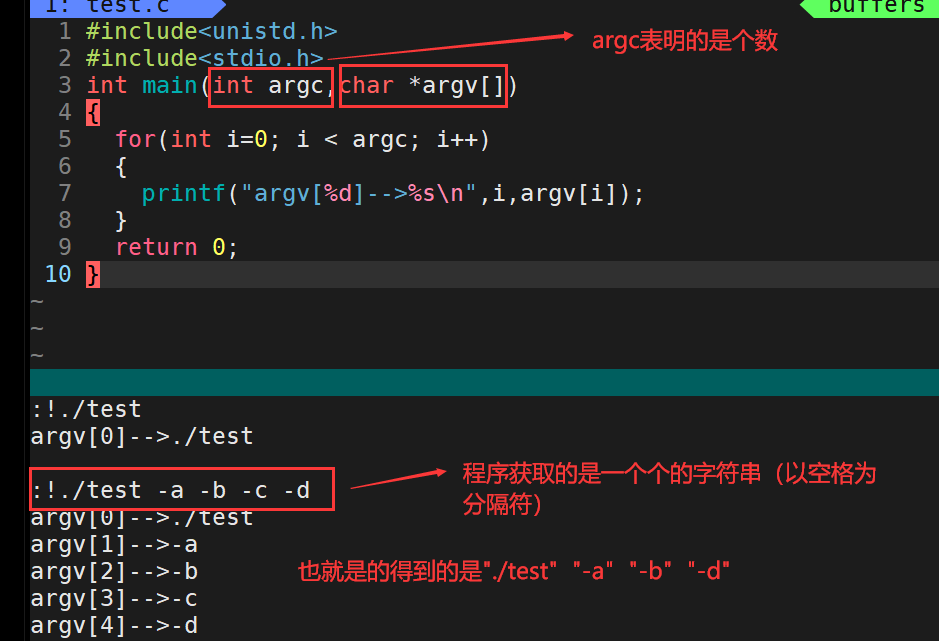 1: test.c
buffers
1 #include<unistd.h>
argc表明的是个数
2 #include<stdio.h>
3 int main(int argc,char *argv[])
4 {
5   for(int i=0; i < argc; i++)
6   {
7     printf("argv[%d]-->%s\n",i,argv[i]);
8   }
9   return 0;
10 }
~
~
~
:!./test
argv[0]-->./test
:!./test -a -b -c -d
程序获取的是一个个的字符串（以空格为
分隔符）
argv[0]-->./test
argv[1]-->-a
argv[2]-->-b
也就是的得到的是"./test" "-a" "-b" "-d"
argv[3]-->-c
argv[4]-->-d